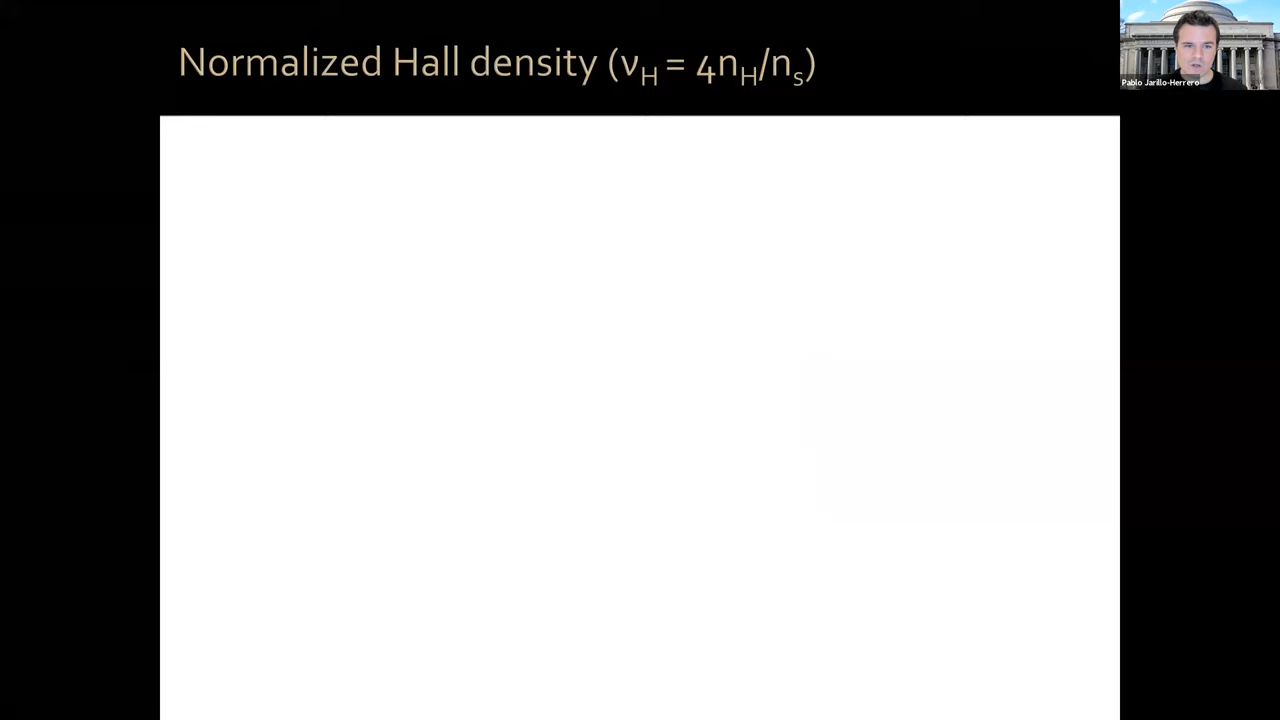 Normalized Hall density (νH = 4nH/ns)
Pablo Jarillo-Herrero